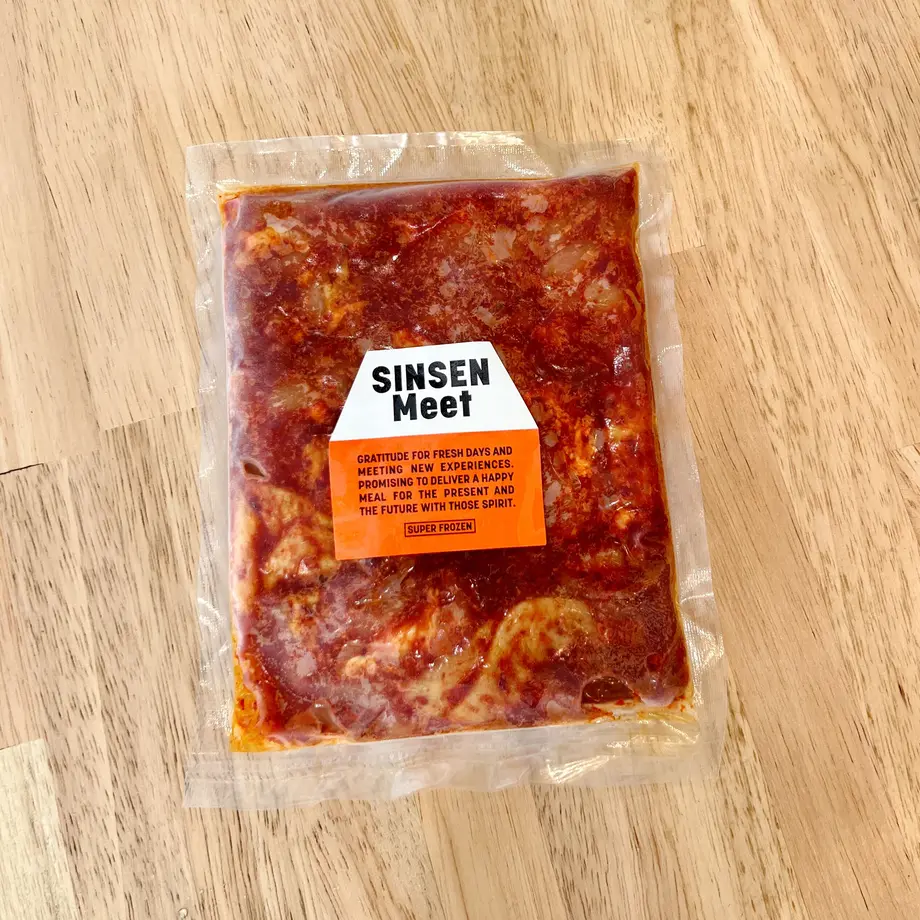 SINSEN
Meet
GRATITUDE FOR FRESH DAYS AND
MEETING NEW EXPERIENCES.
PROMISING TO DELIVER A HAPPY
MEAL FOR THE PRESENT AND
THE FUTURE WITH THOSE SPIRIT.
SUPER FROZEN